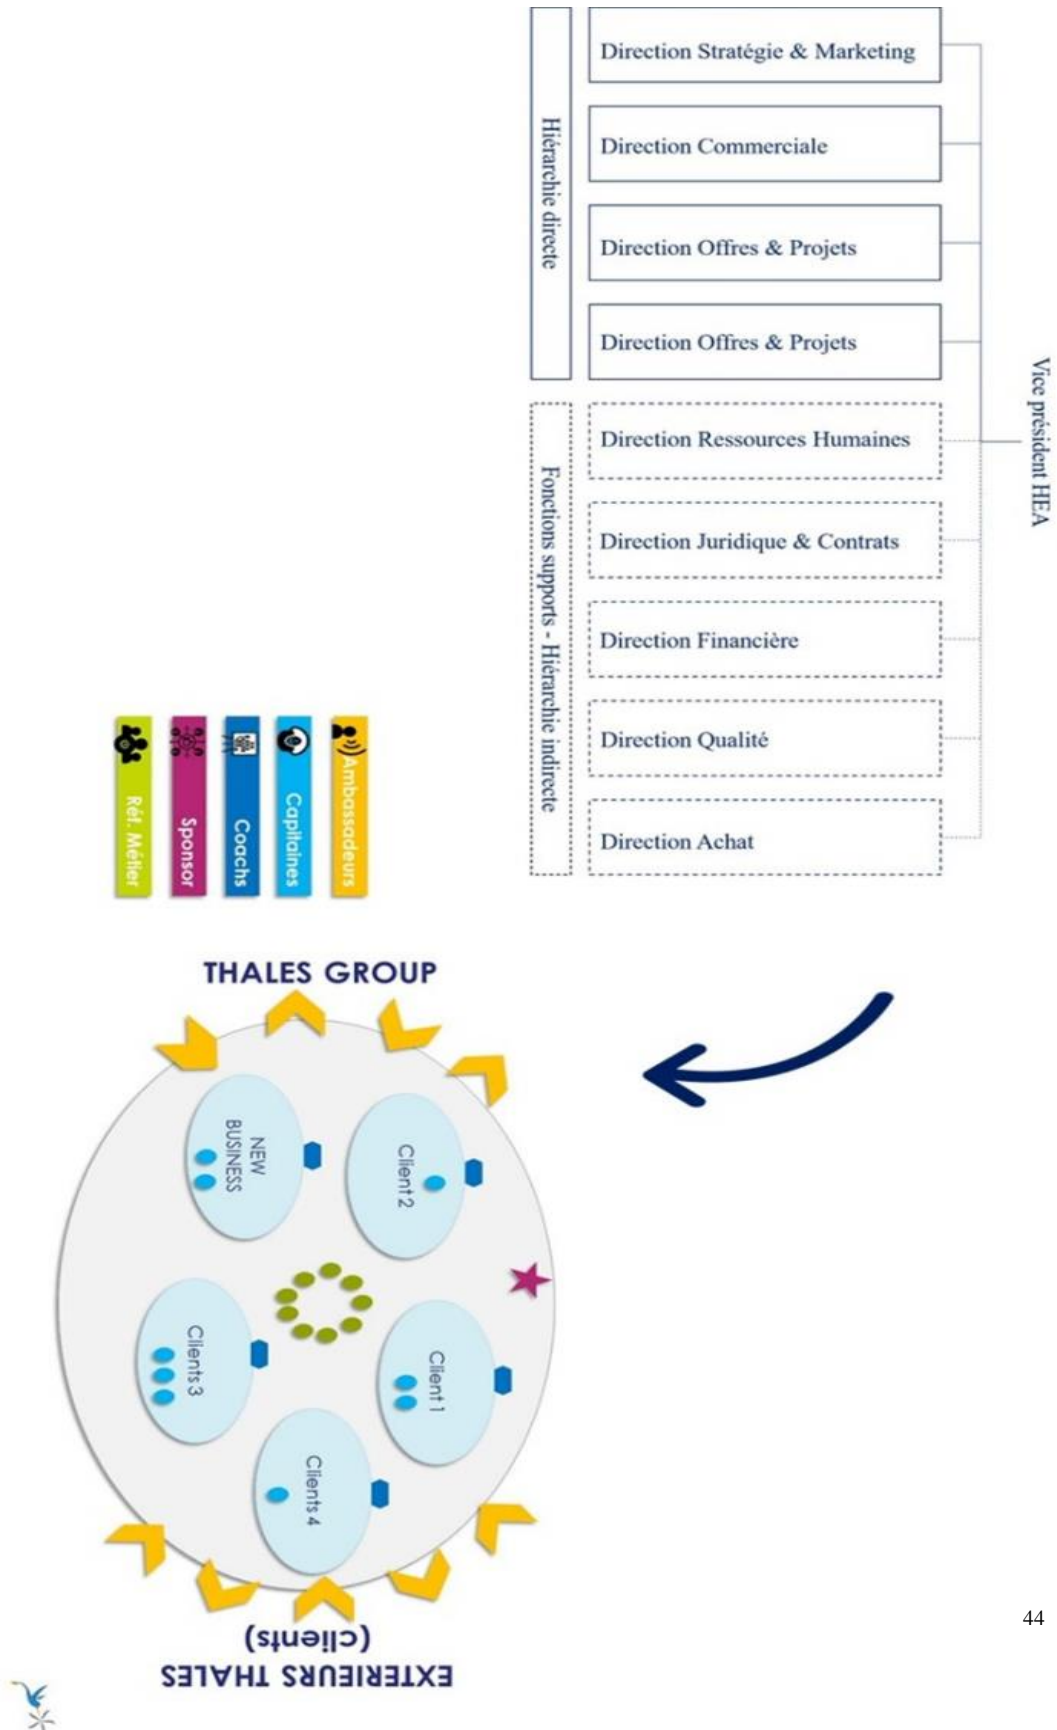 Vice président HEA
Direction Stratégie & Marketing
Direction Commerciale
Direction Offres & Projets
Direction Offres & Projets
Direction Ressources Humaines
Direction Juridique & Contrats
Direction Financière
Direction Qualité
Direction Achat
Hiérarchie directe
Fonctions supports - Hiérarchie indirecte
Ambassadeurs
Capitaines
Coachs
Sponsor
Réf. Métier
THALES GROUP
Client 2
NEW
BUSINESS
Client 1
Clients 3
Clients 4
EXTERIEURS THALES
(clients)
44